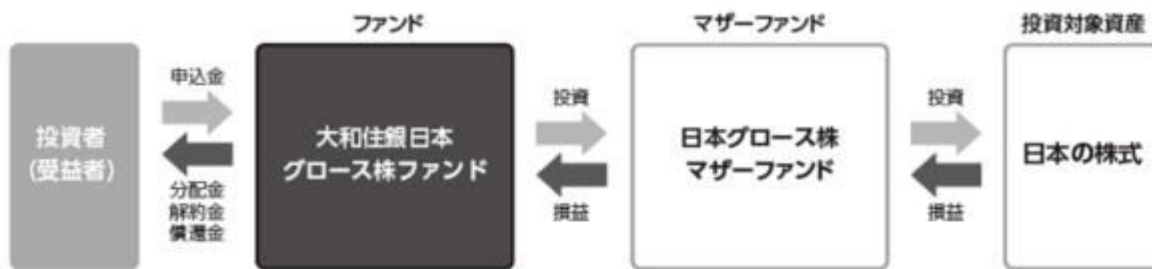 ファンド
マザーファンド
投資対象資産
投資者
(受益者)
申込金
分配金
解約金
償還金
大和住銀日本
グロース株ファンド
投資
損益
日本グロース株
マザーファンド
投資
損益
日本の株式